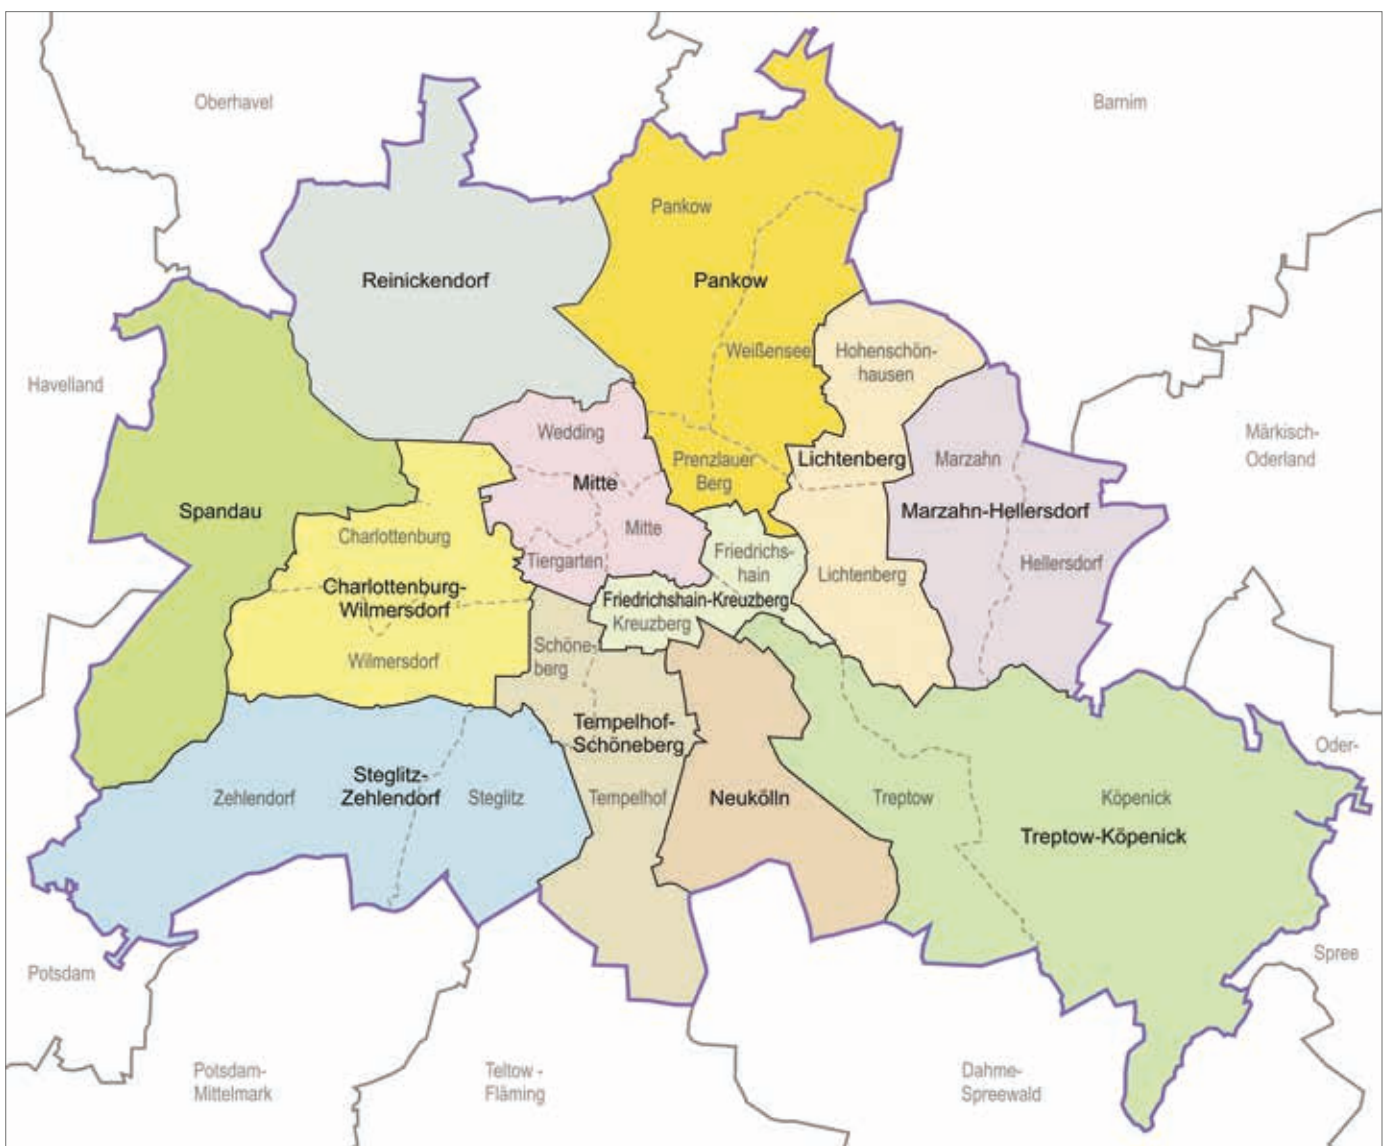 Oberhavel
Barnim
Pankow
Reinickendorf
Pankow
Weißensee
Hohenschön-
hausen
Havelland
Wedding
Märkisch-
Oderland
Prenzlauer
Berg
Lichtenberg
Marzahn
Mitte
Spandau
Marzahn-Hellersdorf
Charlottenburg
Mitte
Tiergarten
Friedrichs-
hain
Lichtenberg
Hellersdorf
Charlottenburg-
Wilmersdorf
Friedrichshain-Kreuzberg
Kreuzberg
Wilmersdorf
Schöne-
berg
Tempelhof-
Schöneberg
Oder-
Zehlendorf
Steglitz-
Zehlendorf
Steglitz
Tempelhof
Neukölln
Treptow
Köpenick
Treptow-Köpenick
Potsdam
Spree
Potsdam-
Mittelmark
Teltow -
Fläming
Dahme-
Spreewald